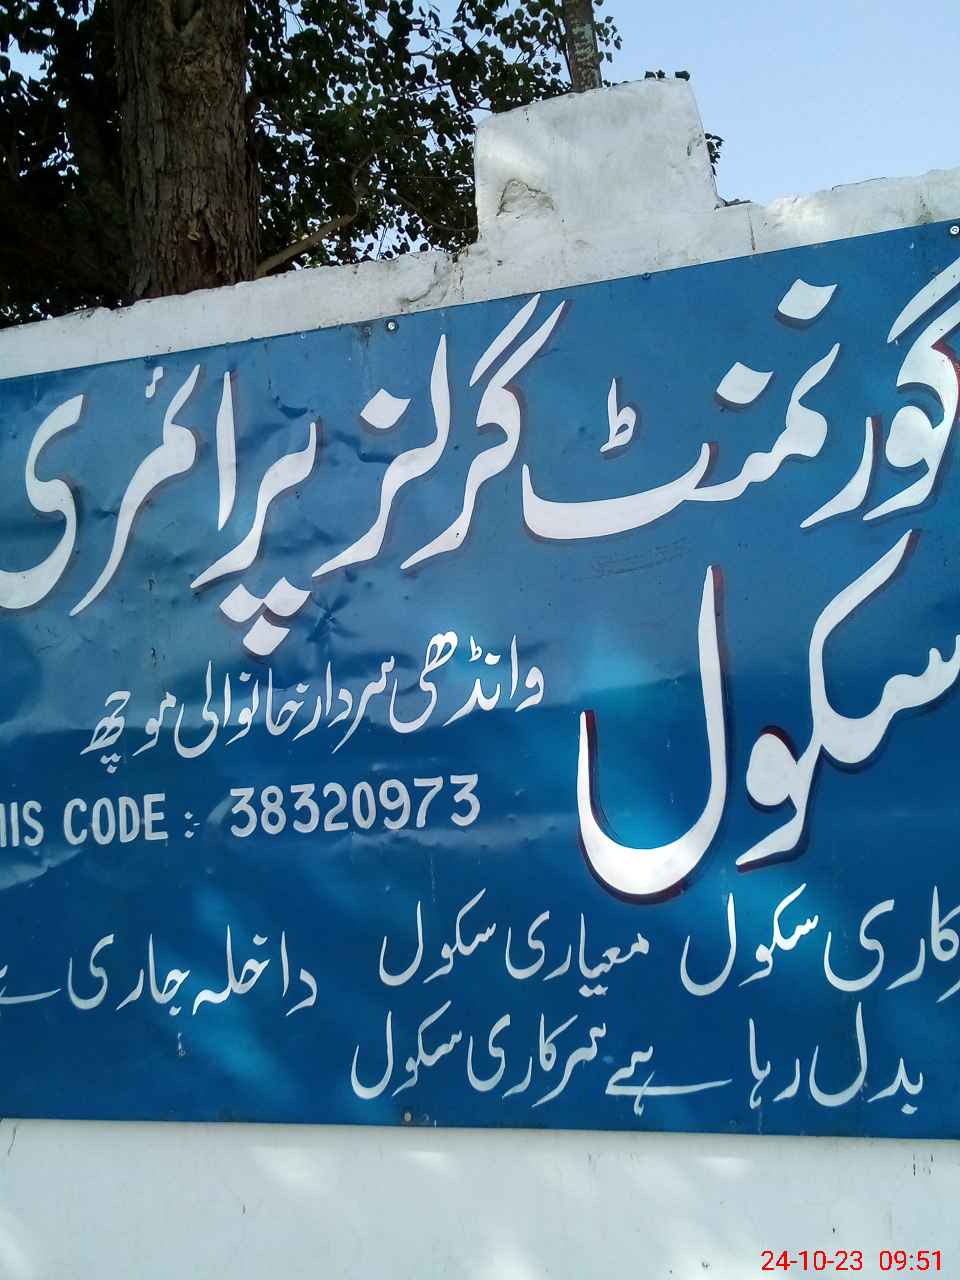 گورنمنٹ گرلز پرائمری
سکول
وانڈھی سردار خانوالی موچھ
MIS CODE : 38320973
کاری سکول معیاری سکول داخلہ جاری ہے
بدل رہا ہے سرکاری سکول
24-10-23 09:51